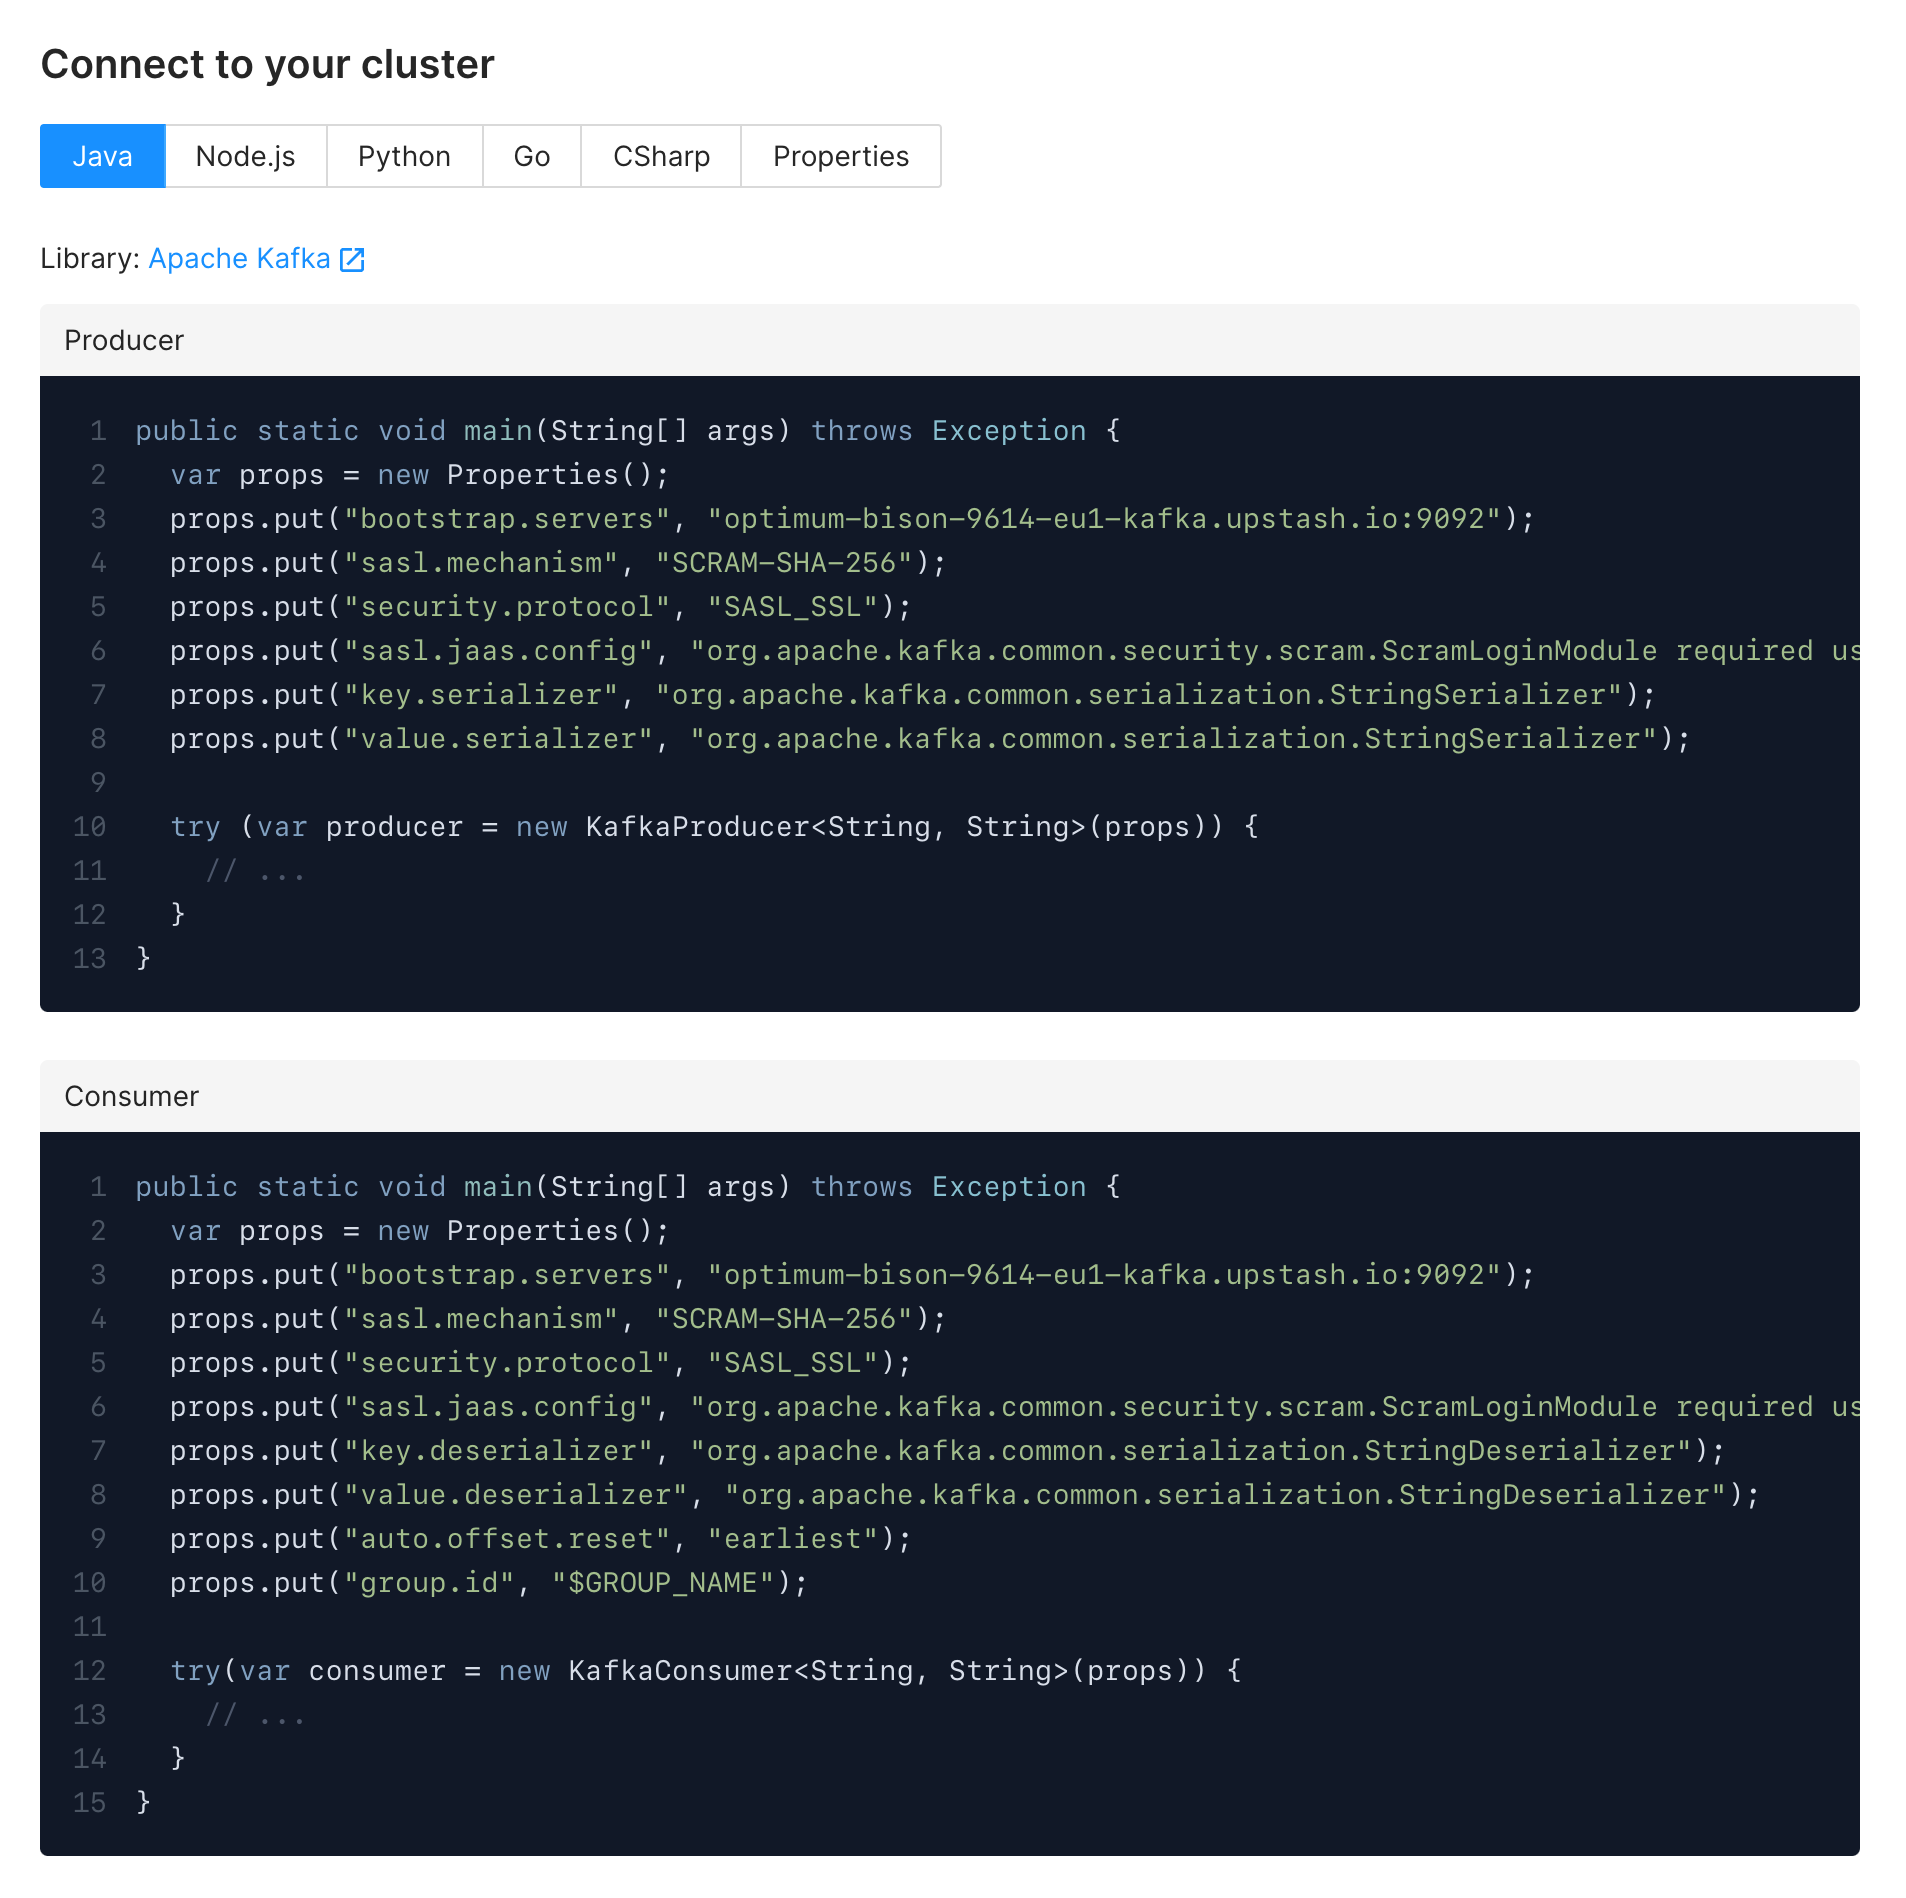 Connect to your cluster
Java Node.js Python Go CSharp Properties
Library: Apache Kafka
Producer
1 public static void main(String[] args) throws Exception {
2 var props = new Properties();
3 props.put("bootstrap.servers", "optimum-bison-9614-eu1-kafka.upstash.io:9092");
4 props.put("sasl.mechanism", "SCRAM-SHA-256");
5 props.put("security.protocol", "SASL_SSL");
6 props.put("sasl.jaas.config", "org.apache.kafka.common.security.scram.ScramLoginModule required us
7 props.put("key.serializer", "org.apache.kafka.common.serialization.StringSerializer");
8 props.put("value.serializer", "org.apache.kafka.common.serialization.StringSerializer");
9
10 try (var producer = new KafkaProducer<String, String>(props)) {
11 // ...
12 }
13 }
Consumer
1 public static void main(String[] args) throws Exception {
2 var props = new Properties();
3 props.put("bootstrap.servers", "optimum-bison-9614-eu1-kafka.upstash.io:9092");
4 props.put("sasl.mechanism", "SCRAM-SHA-256");
5 props.put("security.protocol", "SASL_SSL");
6 props.put("sasl.jaas.config", "org.apache.kafka.common.security.scram.ScramLoginModule required us
7 props.put("key.deserializer", "org.apache.kafka.common.serialization.StringDeserializer");
8 props.put("value.deserializer", "org.apache.kafka.common.serialization.StringDeserializer");
9 props.put("auto.offset.reset", "earliest");
10 props.put("group.id", "$GROUP_NAME");
11
12 try(var consumer = new KafkaConsumer<String, String>(props)) {
13 // ...
14 }
15 }